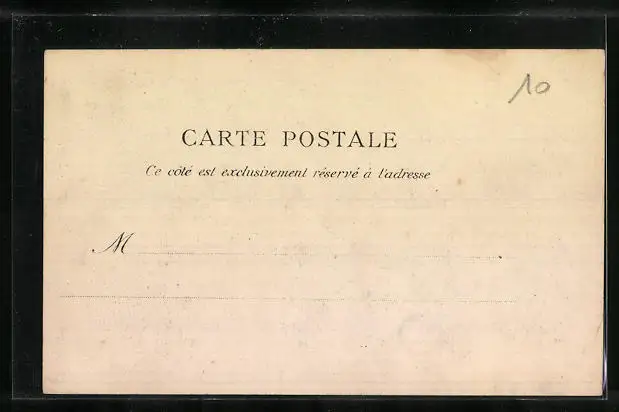 10
CARTE POSTALE
Ce côté est exclusivement réservé à l'adresse
M